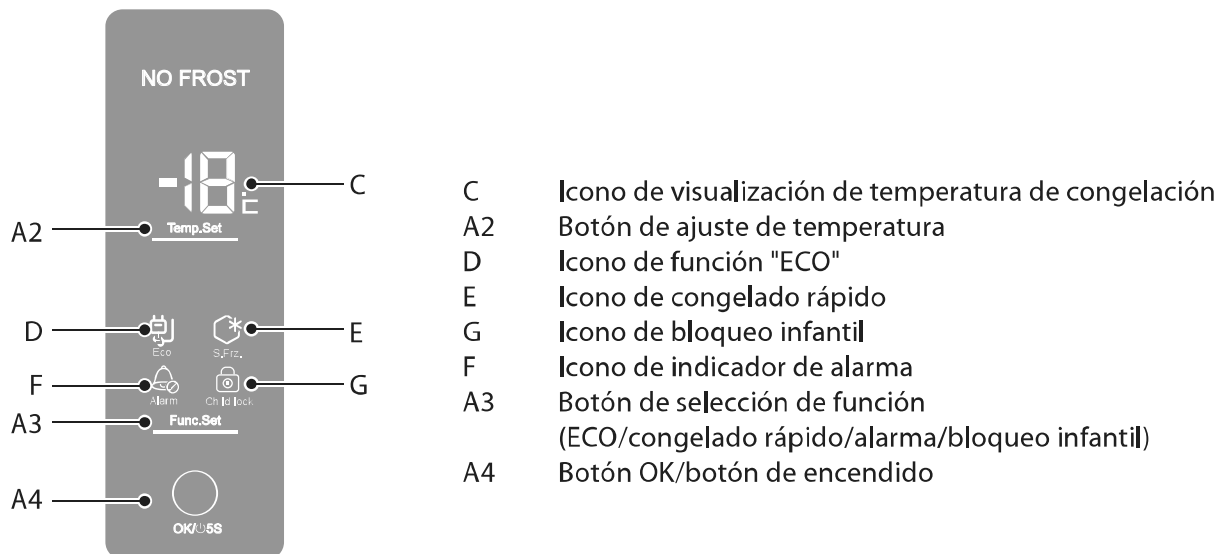 NO FROST
-18°C
C
A2
Temp.Set
D
Eco
S.Frz.
E
F
Alarm
Child lock
G
A3
Func.Set
A4
OK/⏻5S
C Icono de visualización de temperatura de congelación
A2 Botón de ajuste de temperatura
D Icono de función "ECO"
E Icono de congelado rápido
G Icono de bloqueo infantil
F Icono de indicador de alarma
A3 Botón de selección de función
(ECO/congelado rápido/alarma/bloqueo infantil)
A4 Botón OK/botón de encendido